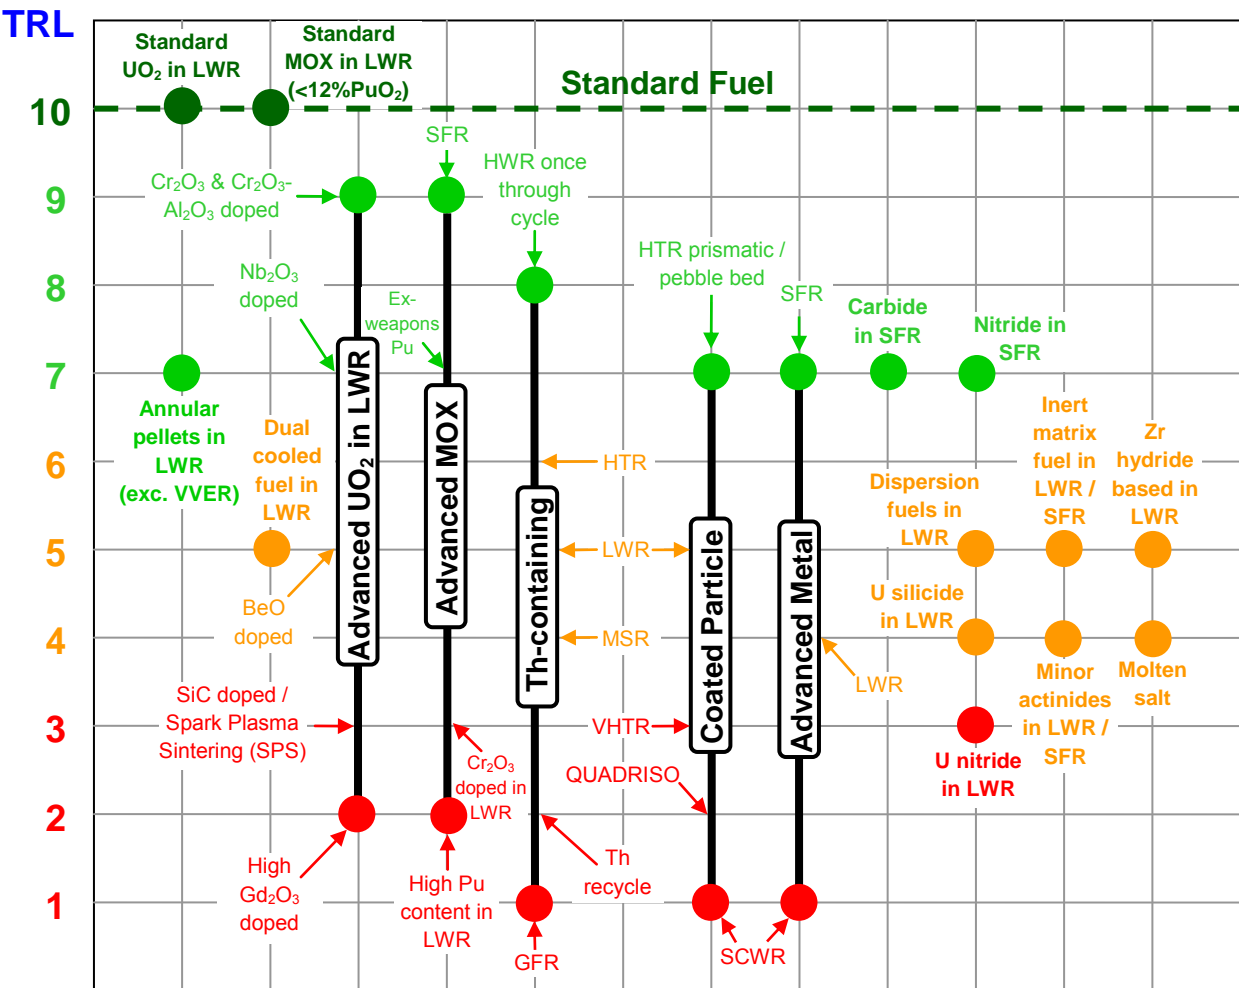 TRL
Standard
UO₂ in LWR
Standard
MOX in LWR
(<12%PuO₂)
Standard Fuel
10
SFR
HWR once
through
cycle
Cr₂O₃ & Cr₂O₃-
Al₂O₃ doped
9
HTR prismatic /
pebble bed
Nb₂O₃
doped
8
Ex-
weapons
Pu
SFR
Carbide
in SFR
Nitride in
SFR
7
Annular
pellets in
LWR
(exc. VVER)
Dual
cooled
fuel in
LWR
Advanced UO₂ in LWR
Advanced MOX
Th-containing
Coated Particle
Advanced Metal
Inert
matrix
fuel in
LWR /
SFR
Zr
hydride
based in
LWR
6
HTR
Dispersion
fuels in
LWR
5
LWR
BeO
doped
U silicide
in LWR
4
MSR
LWR
Minor
actinides
in LWR /
SFR
Molten
salt
SiC doped /
Spark Plasma
Sintering (SPS)
3
VHTR
Cr₂O₃
doped in
LWR
QUADRISO
U nitride
in LWR
2
High
Gd₂O₃
doped
Th
recycle
High Pu
content in
LWR
1
GFR
SCWR